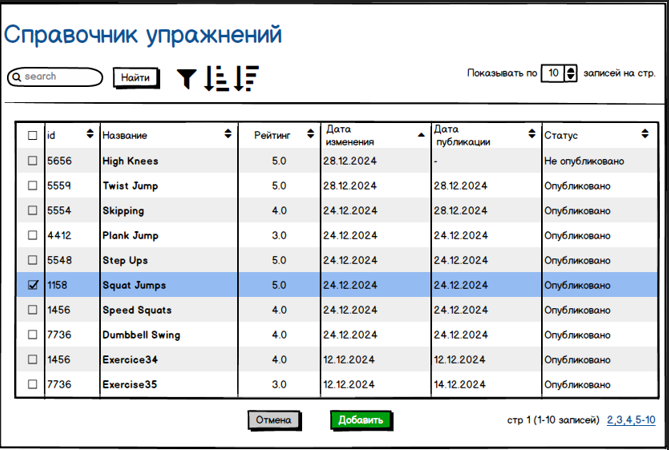 Справочник упражнений
search Найти Показывать по 10 записей на стр.
id Название Рейтинг Дата изменения Дата публикации Статус
5656 High Knees 5.0 28.12.2024 - Не опубликовано
5559 Twist Jump 5.0 28.12.2024 28.12.2024 Опубликовано
5554 Skipping 4.0 24.12.2024 28.12.2024 Опубликовано
4412 Plank Jump 3.0 24.12.2024 24.12.2024 Опубликовано
5548 Step Ups 5.0 24.12.2024 24.12.2024 Опубликовано
1158 Squat Jumps 5.0 24.12.2024 24.12.2024 Опубликовано
1456 Speed Squats 4.0 24.12.2024 24.12.2024 Опубликовано
7736 Dumbbell Swing 4.0 24.12.2024 24.12.2024 Опубликовано
1456 Exercice34 4.0 12.12.2024 12.12.2024 Опубликовано
7736 Exercise35 3.0 12.12.2024 14.12.2024 Опубликовано
Отмена Добавить стр 1 (1-10 записей) 2,3,4,5-10